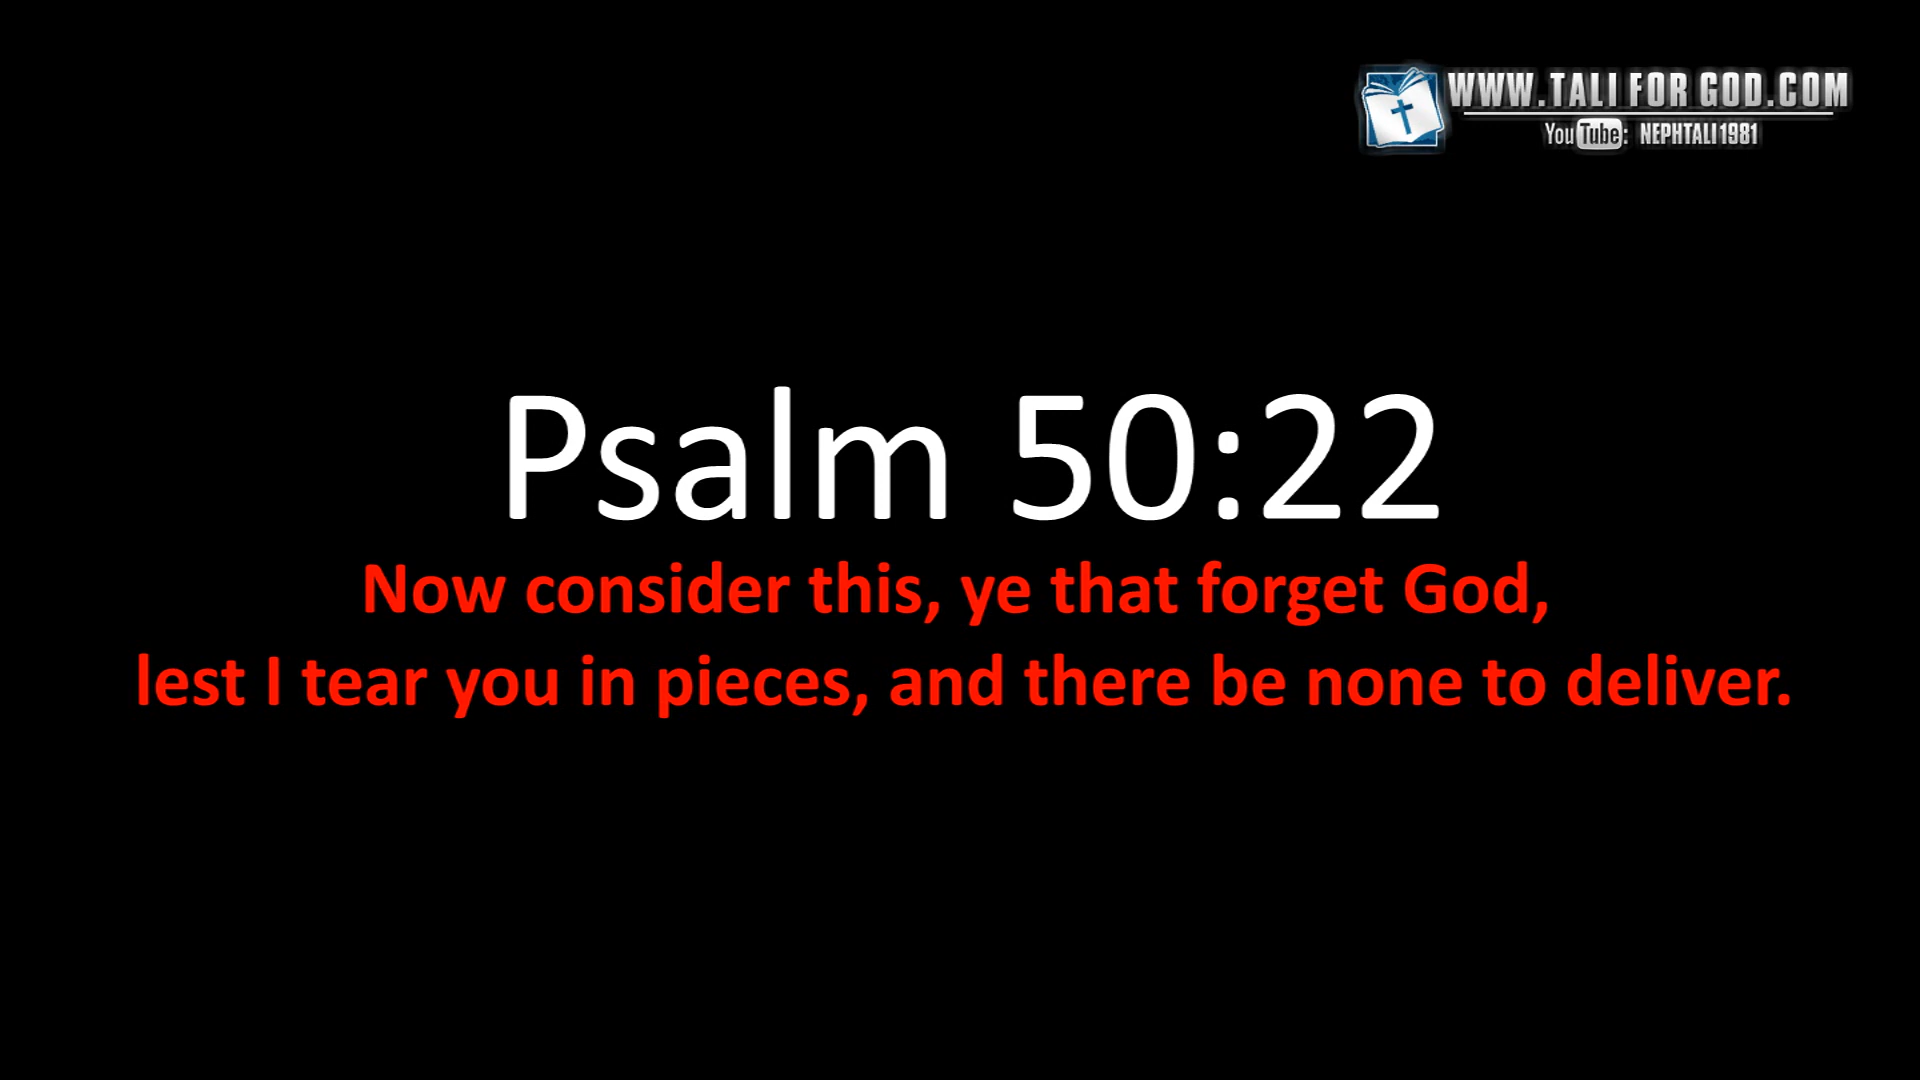 WWW.TALI FOR GOD.COM
YouTube: NEPHTALI1981
Psalm 50:22
Now consider this, ye that forget God,
lest I tear you in pieces, and there be none to deliver.